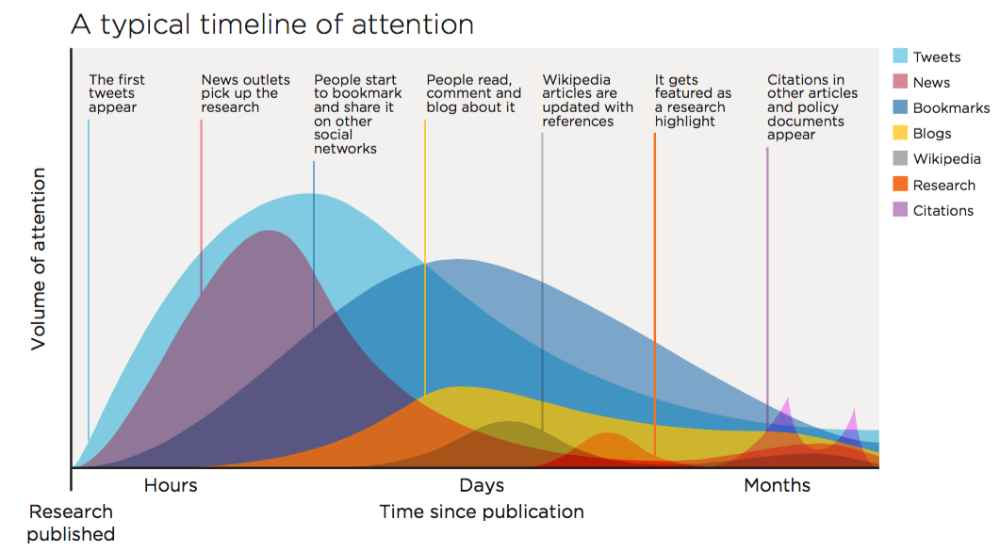 A typical timeline of attention
The first
tweets
appear
News outlets
pick up the
research
People start
to bookmark
and share it
on other
social
networks
People read,
comment and
blog about it
Wikipedia
articles are
updated with
references
It gets
featured as
a research
highlight
Citations in
other articles
and policy
documents
appear
Tweets
News
Bookmarks
Blogs
Wikipedia
Research
Citations
Volume of attention
Hours
Days
Months
Research
published
Time since publication